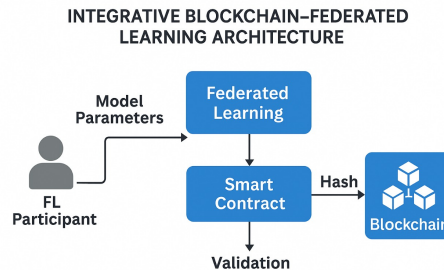 INTEGRATIVE BLOCKCHAIN–FEDERATED
LEARNING ARCHITECTURE
Model
Parameters
Federated
Learning
FL
Participant
Smart
Contract
Hash
Blockchain
Validation